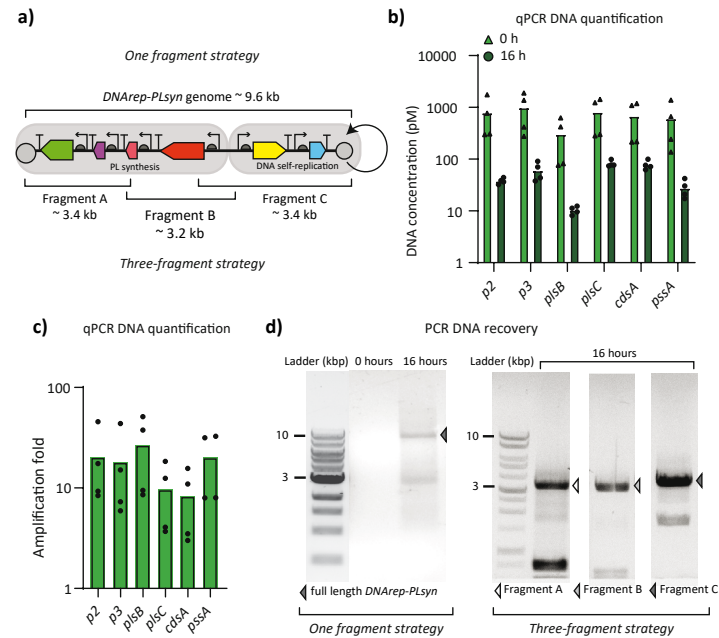 a)
One fragment strategy
DNArep-PLsyn genome ~ 9.6 kb
PL synthesis
DNA self-replication
Fragment A
~ 3.4 kb
Fragment B
~ 3.2 kb
Fragment C
~ 3.4 kb
Three-fragment strategy
b)
qPCR DNA quantification
0 h
16 h
DNA concentration (pM)
10000
1000
100
10
1
p2
p3
plsB
plsC
cdsA
pssA
c)
qPCR DNA quantification
Amplification fold
100
10
1
p2
p3
plsB
plsC
cdsA
pssA
d)
PCR DNA recovery
Ladder (kbp) 0 hours 16 hours
10
3
full length DNArep-PLsyn
One fragment strategy
16 hours
Ladder (kbp)
10
3
Fragment A
Fragment B
Fragment C
Three-fragment strategy